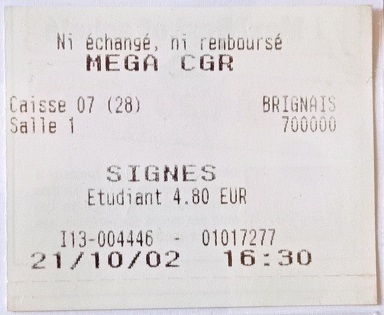 Ni échangé, ni remboursé
MEGA CGR
Caisse 07 (28) BRIGNAIS
Salle 1 700000
SIGNES
Etudiant 4.80 EUR
I13-004446 - 01017277
21/10/02 16:30